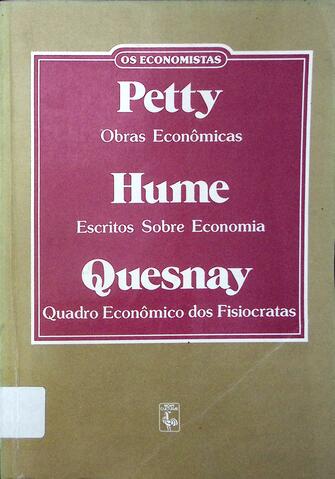 OS ECONOMISTAS
Petty
Obras Econômicas
Hume
Escritos Sobre Economia
Quesnay
Quadro Econômico dos Fisiocratas